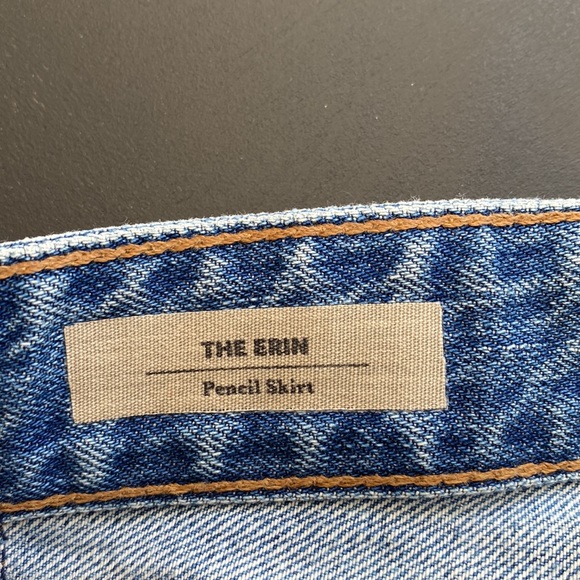 THE ERIN
Pencil Skirt